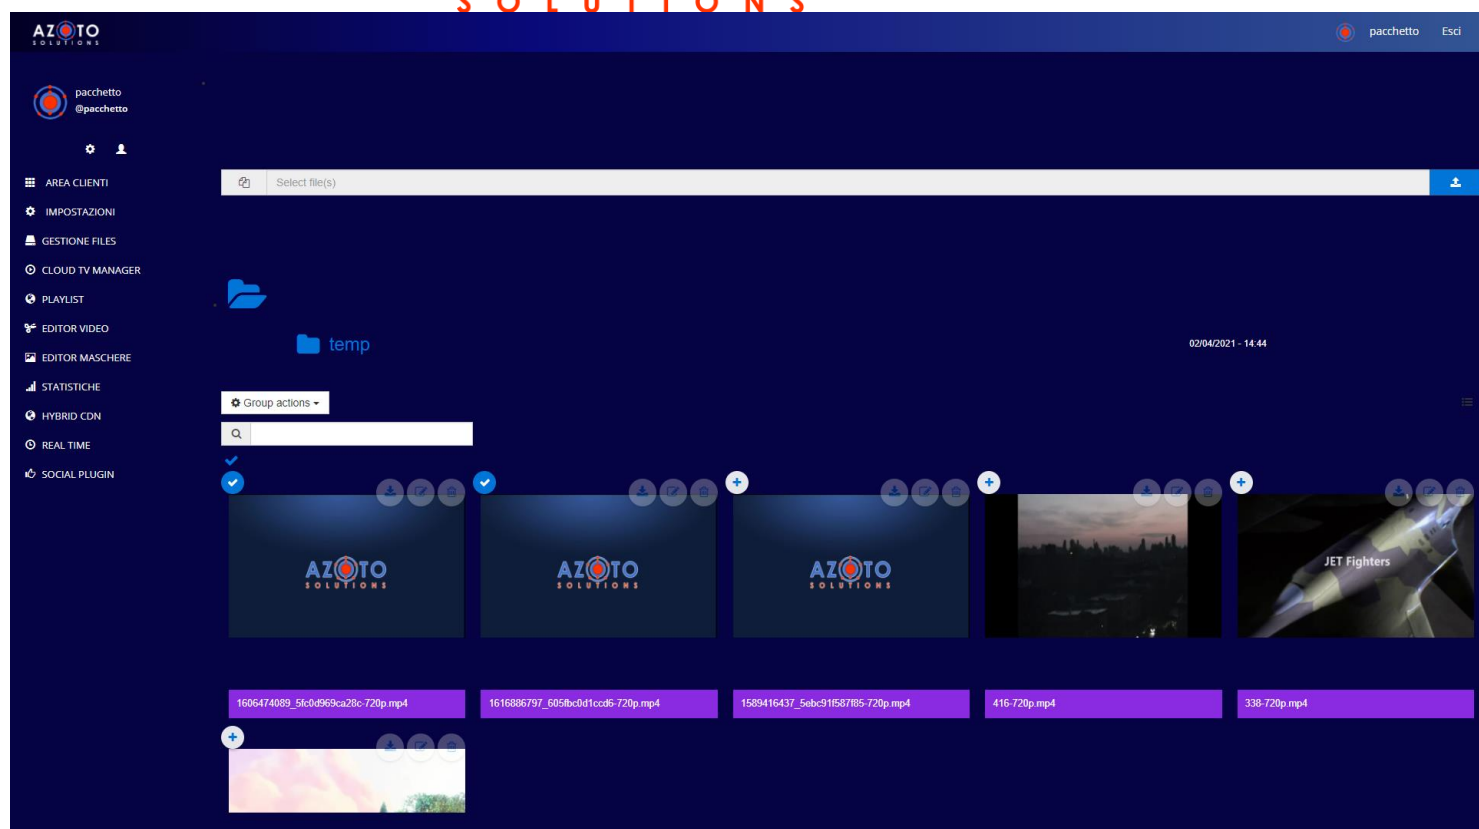 SOLUTIONS
AZOTO
SOLUTIONS
pacchetto Esci
pacchetto
@pacchetto
AREA CLIENTI
IMPOSTAZIONI
GESTIONE FILES
CLOUD TV MANAGER
PLAYLIST
EDITOR VIDEO
EDITOR MASCHERE
STATISTICHE
HYBRID CDN
REAL TIME
SOCIAL PLUGIN
Select file(s)
temp 02/04/2021 - 14:44
Group actions
AZOTO
SOLUTIONS
AZOTO
SOLUTIONS
AZOTO
SOLUTIONS
JET Fighters
1606474089_5fc0d969ca28c-720p.mp4
1616886797_605fbc0d1ccd6-720p.mp4
1589416437_5ebc91f587f85-720p.mp4
416-720p.mp4
338-720p.mp4